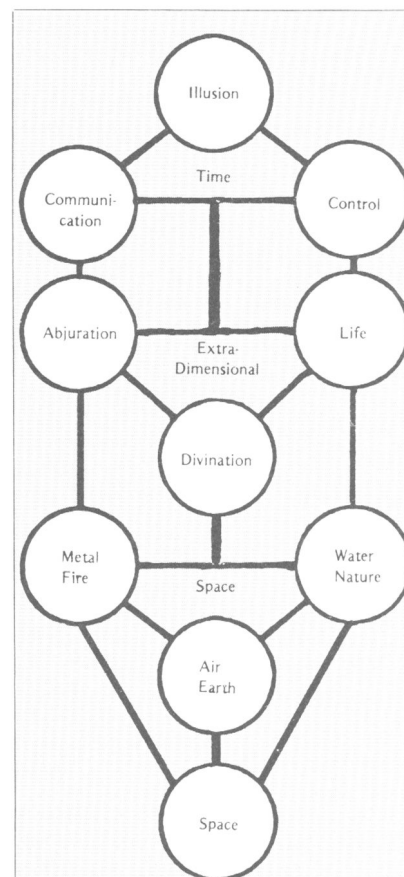 Illusion
Time
Communi-
cation
Control
Abjuration
Life
Extra-
Dimensional
Divination
Metal
Fire
Water
Nature
Space
Air
Earth
Space